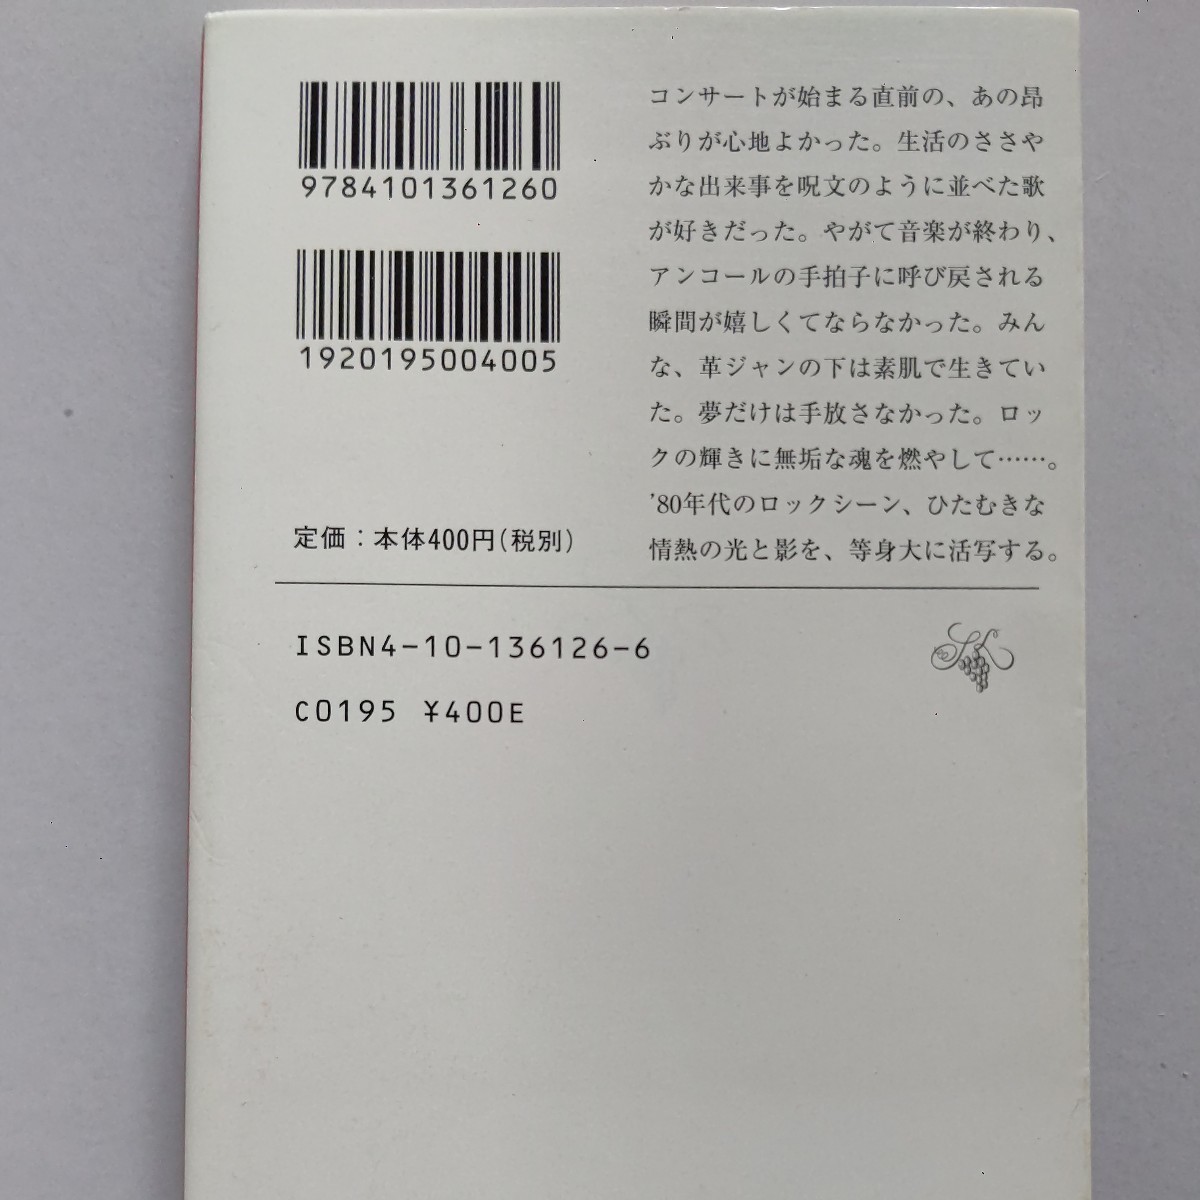 9784101361260
1920195004005
定価：本体400円(税別)
コンサートが始まる直前の、あの昂
ぶりが心地よかった。生活のささや
かな出来事を呪文のように並べた歌
が好きだった。やがて音楽が終わり、
アンコールの手拍子に呼び戻される
瞬間が嬉しくてならなかった。みん
な、革ジャンの下は素肌で生きてい
た。夢だけは手放さなかった。ロッ
クの輝きに無垢な魂を燃やして……。
’80年代のロックシーン、ひたむきな
情熱の光と影を、等身大に活写する。
ISBN4-10-136126-6
C0195 ¥400E